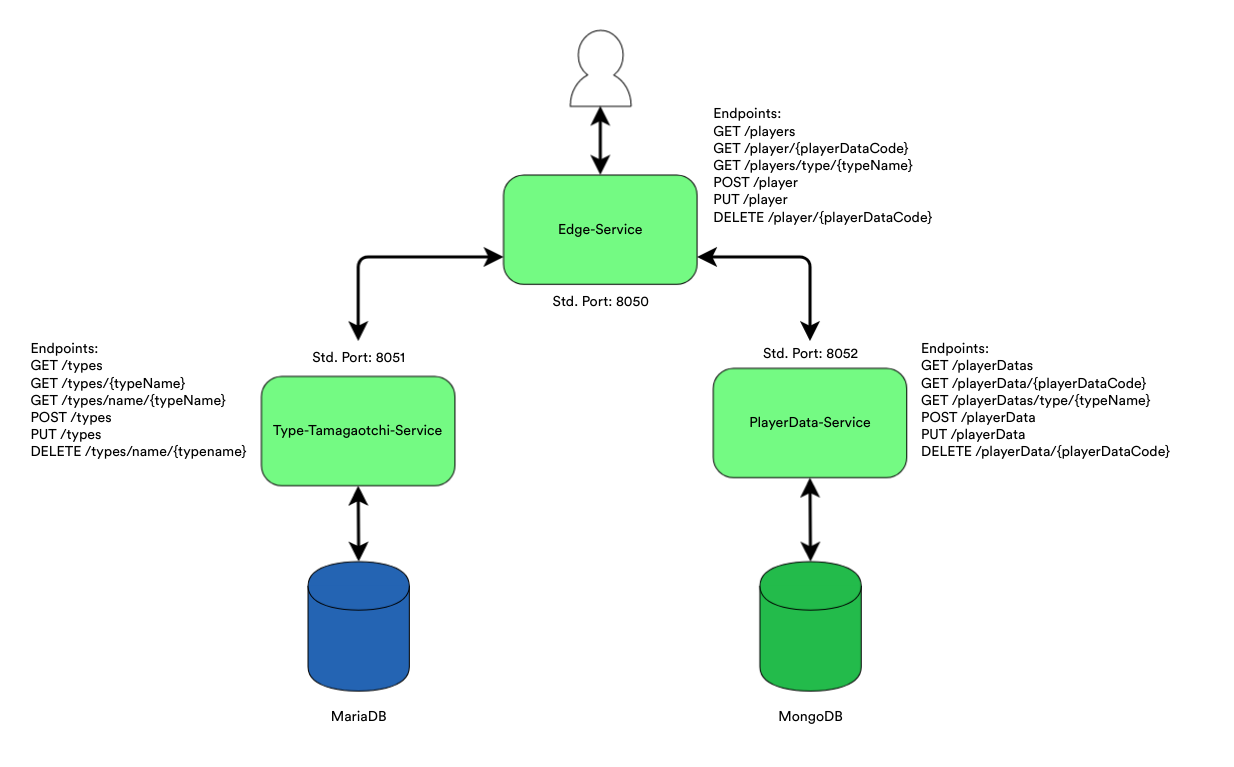 Endpoints:
GET /players
GET /player/{playerDataCode}
GET /players/type/{typeName}
POST /player
PUT /player
DELETE /player/{playerDataCode}
Edge-Service
Std. Port: 8050
Endpoints:
GET /types
GET /types/{typeName}
GET /types/name/{typeName}
POST /types
PUT /types
DELETE /types/name/{typename}
Std. Port: 8051
Type-Tamagaotchi-Service
Std. Port: 8052
PlayerData-Service
Endpoints:
GET /playerDatas
GET /playerData/{playerDataCode}
GET /playerDatas/type/{typeName}
POST /playerData
PUT /playerData
DELETE /playerData/{playerDataCode}
MariaDB
MongoDB